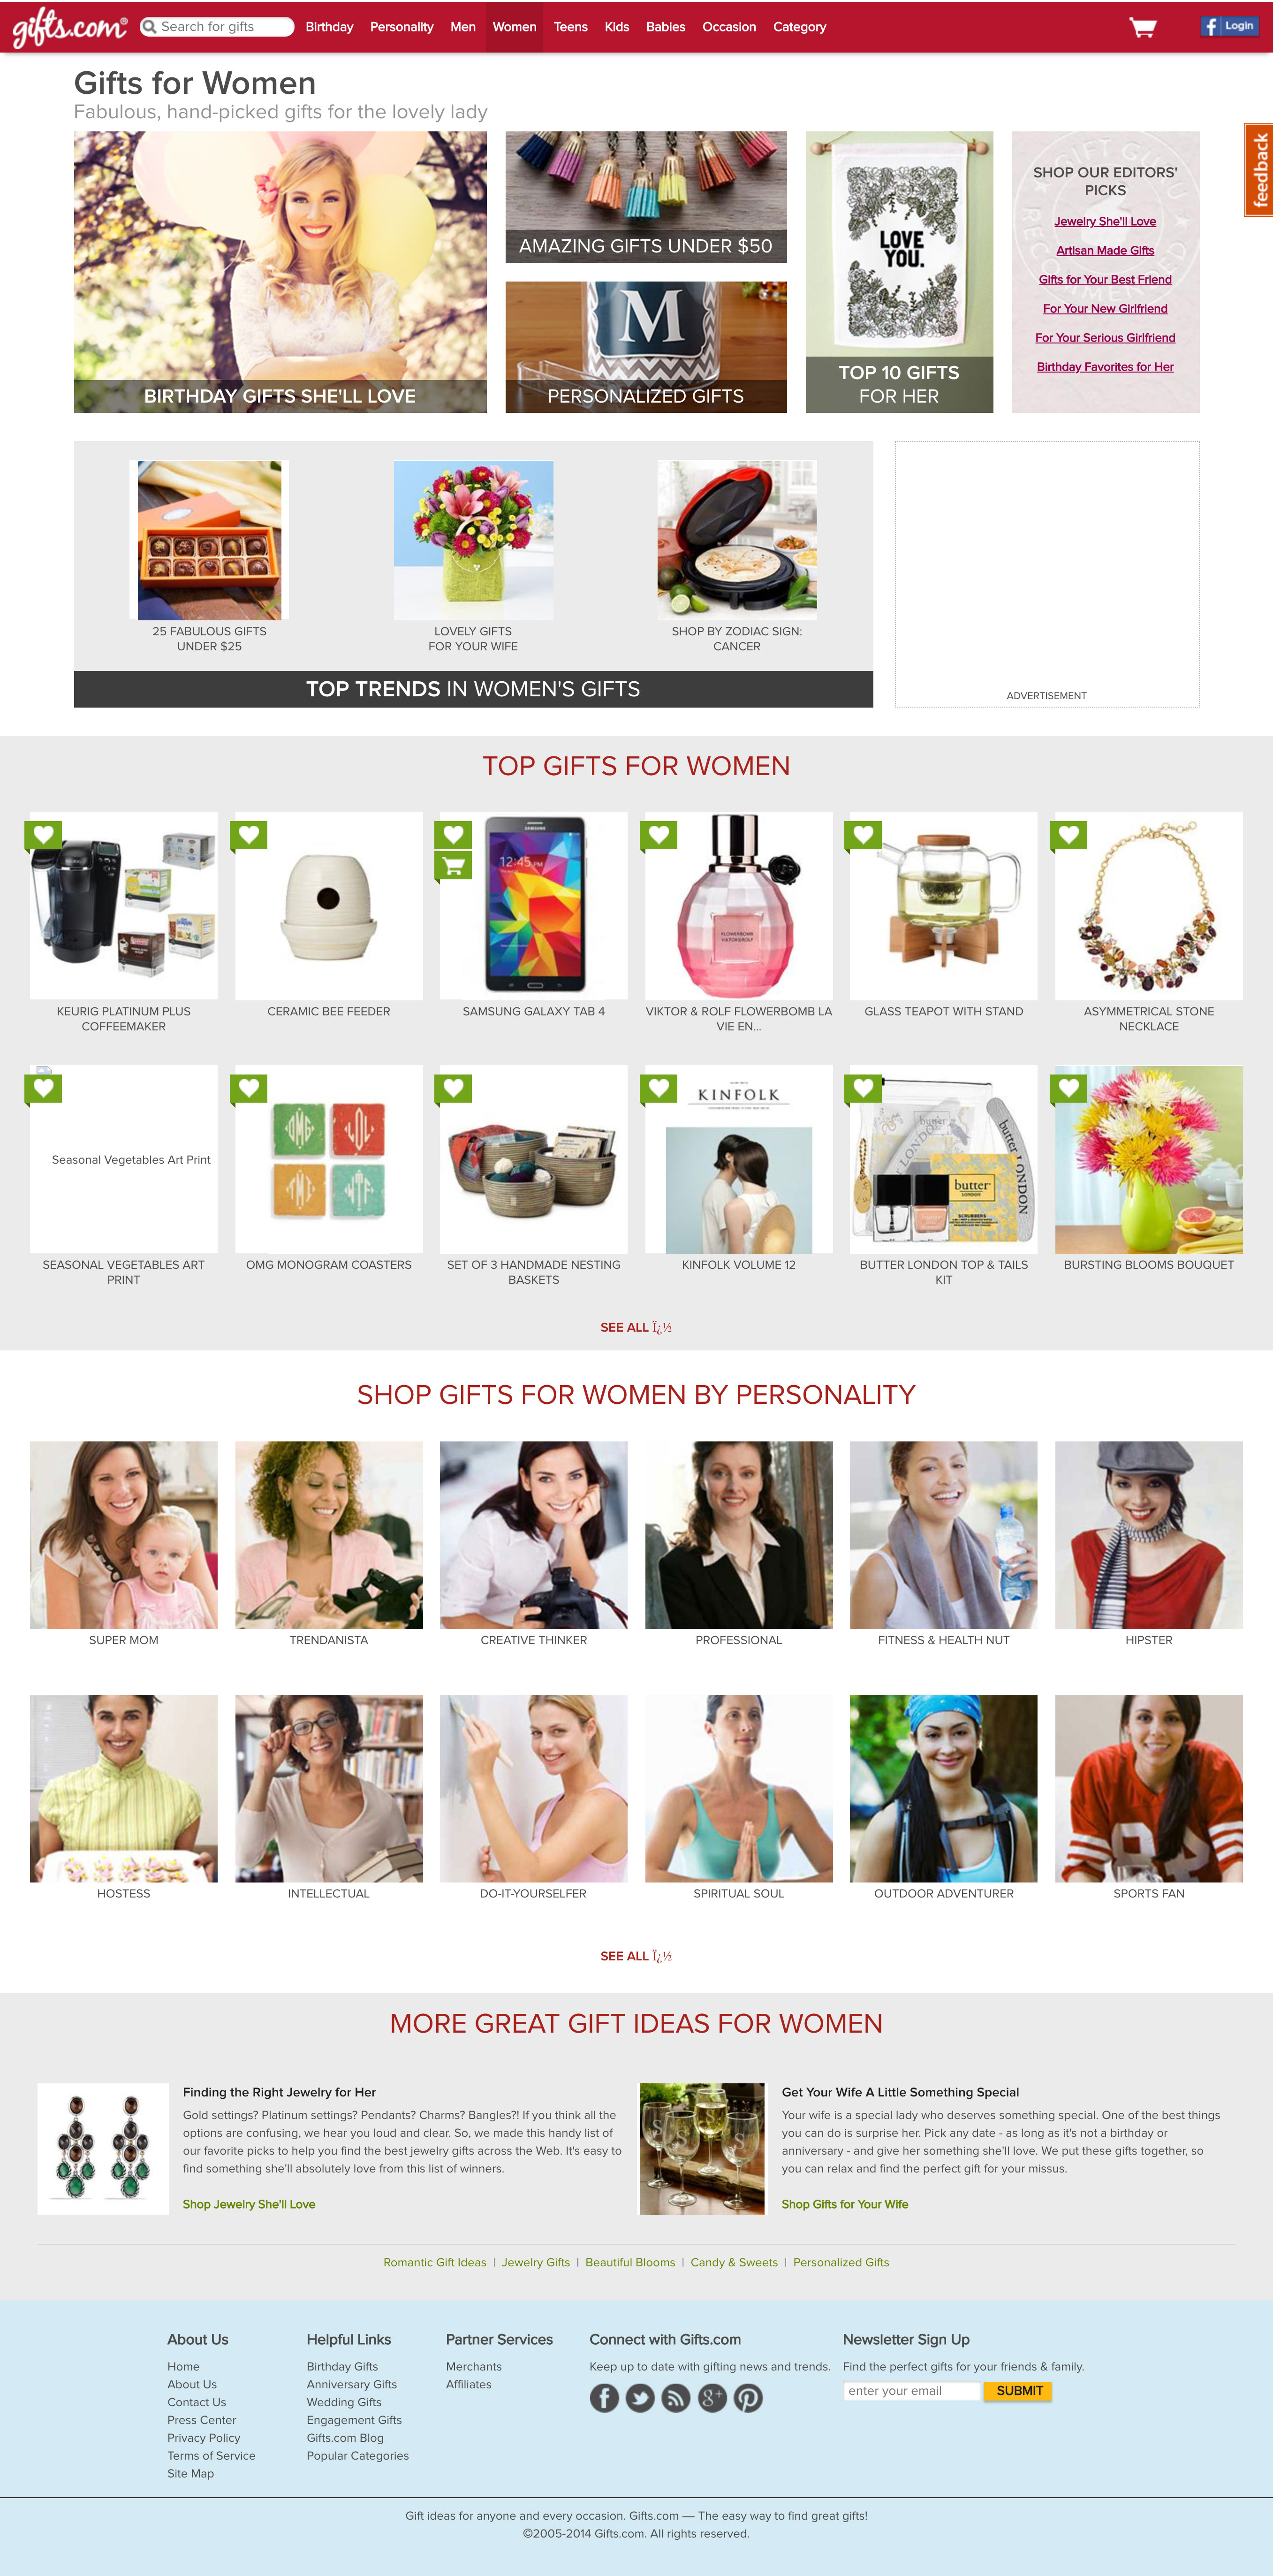 gifts.com®
Search for gifts
Birthday Personality Men Women Teens Kids Babies Occasion Category
Login
feedback
Gifts for Women
Fabulous, hand-picked gifts for the lovely lady
BIRTHDAY GIFTS SHE'LL LOVE
AMAZING GIFTS UNDER $50
M
PERSONALIZED GIFTS
LOVE
YOU.
TOP 10 GIFTS
FOR HER
SHOP OUR EDITORS'
PICKS
Jewelry She'll Love
Artisan Made Gifts
Gifts for Your Best Friend
For Your New Girlfriend
For Your Serious Girlfriend
Birthday Favorites for Her
25 FABULOUS GIFTS
UNDER $25
LOVELY GIFTS
FOR YOUR WIFE
SHOP BY ZODIAC SIGN:
CANCER
TOP TRENDS IN WOMEN'S GIFTS
ADVERTISEMENT
TOP GIFTS FOR WOMEN
SAMSUNG
12:45
FLOWERBOMB
VIKTOR&ROLF
KEURIG PLATINUM PLUS
COFFEEMAKER
CERAMIC BEE FEEDER
SAMSUNG GALAXY TAB 4
VIKTOR & ROLF FLOWERBOMB LA
VIE EN...
GLASS TEAPOT WITH STAND
ASYMMETRICAL STONE
NECKLACE
Seasonal Vegetables Art Print
OMG
LOL
TMI
WTF
KINFOLK
butter
LONDON
butter LONDON
butter
LONDON
SCRUBBERS
SEASONAL VEGETABLES ART
PRINT
OMG MONOGRAM COASTERS
SET OF 3 HANDMADE NESTING
BASKETS
KINFOLK VOLUME 12
BUTTER LONDON TOP & TAILS
KIT
BURSTING BLOOMS BOUQUET
SEE ALL ï¿½
SHOP GIFTS FOR WOMEN BY PERSONALITY
SUPER MOM
TRENDANISTA
CREATIVE THINKER
PROFESSIONAL
FITNESS & HEALTH NUT
HIPSTER
HOSTESS
INTELLECTUAL
DO-IT-YOURSELFER
SPIRITUAL SOUL
OUTDOOR ADVENTURER
SPORTS FAN
SEE ALL ï¿½
MORE GREAT GIFT IDEAS FOR WOMEN
Finding the Right Jewelry for Her
Gold settings? Platinum settings? Pendants? Charms? Bangles?! If you think all the
options are confusing, we hear you loud and clear. So, we made this handy list of
our favorite picks to help you find the best jewelry gifts across the Web. It's easy to
find something she'll absolutely love from this list of winners.
Shop Jewelry She'll Love
S S S S
Get Your Wife A Little Something Special
Your wife is a special lady who deserves something special. One of the best things
you can do is surprise her. Pick any date - as long as it's not a birthday or
anniversary - and give her something she'll love. We put these gifts together, so
you can relax and find the perfect gift for your missus.
Shop Gifts for Your Wife
Romantic Gift Ideas | Jewelry Gifts | Beautiful Blooms | Candy & Sweets | Personalized Gifts
About Us
Home
About Us
Contact Us
Press Center
Privacy Policy
Terms of Service
Site Map
Helpful Links
Birthday Gifts
Anniversary Gifts
Wedding Gifts
Engagement Gifts
Gifts.com Blog
Popular Categories
Partner Services
Merchants
Affiliates
Connect with Gifts.com
Keep up to date with gifting news and trends.
Newsletter Sign Up
Find the perfect gifts for your friends & family.
enter your email
SUBMIT
Gift ideas for anyone and every occasion. Gifts.com — The easy way to find great gifts!
©2005-2014 Gifts.com. All rights reserved.